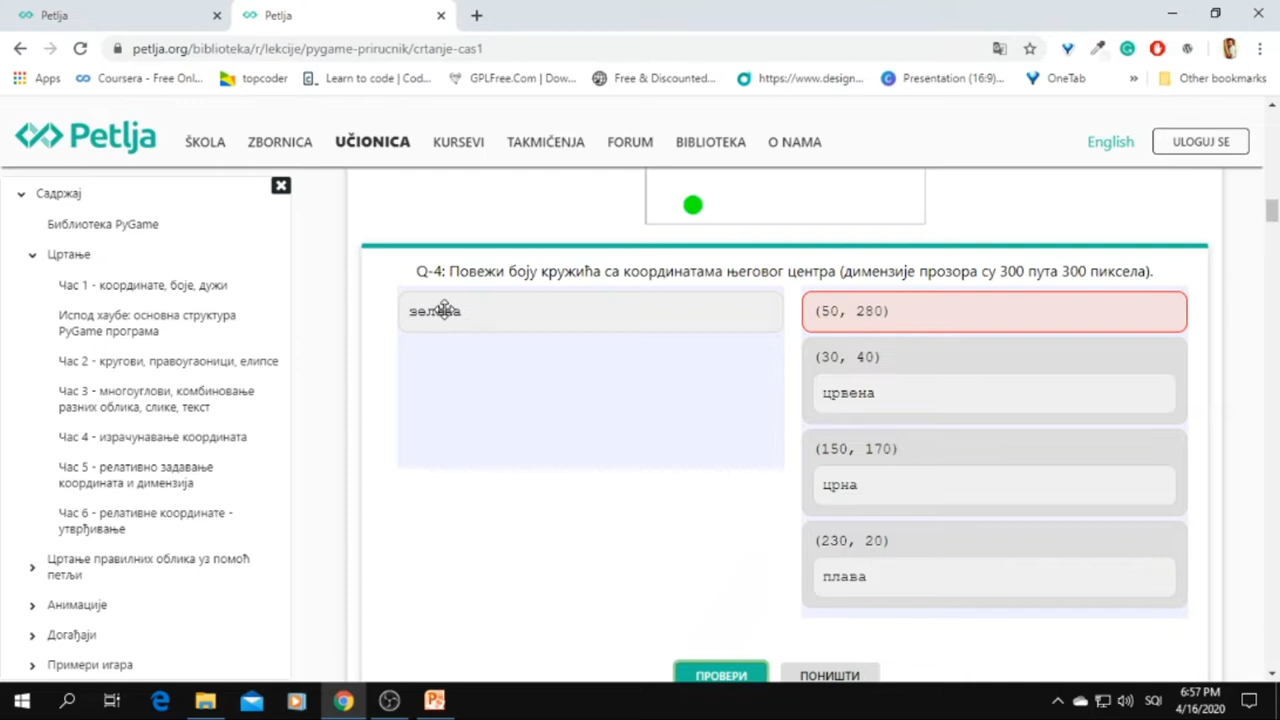 Petlja
Petlja
petlja.org/biblioteka/r/lekcije/pygame-prirucnik/crtanje-cas1
Apps
Coursera - Free Onl...
topcoder
Learn to code | Cod...
GPLFree.Com | Dow...
Free & Discounted...
https://www.design...
Presentation (16:9)...
OneTab
»
Other bookmarks
Petlja
ŠKOLA
ZBORNICA
UČIONICA
KURSEVI
TAKMIČENJA
FORUM
BIBLIOTEKA
O NAMA
English
ULOGUJ SE
Садржај
Библиотека PyGame
Цртање
Час 1 - координате, боје, дужи
Испод хаубе: основна структура
PyGame програма
Час 2 - кругови, правоугаоници, елипсе
Час 3 - многоуглови, комбиновање
разних облика, слике, текст
Час 4 - израчунавање координата
Час 5 - релативно задавање
координата и димензија
Час 6 - релативне координате -
утврђивање
Цртање правилних облика уз помоћ
петљи
Анимације
Догађаји
Примери игара
Q-4: Повежи боју кружића са координатама његовог центра (димензије прозора су 300 пута 300 пиксела).
зелена
(50, 280)
(30, 40)
црвена
(150, 170)
црна
(230, 20)
плава
ПРОВЕРИ
ПОНИШТИ
SQI
6:57 PM
4/16/2020